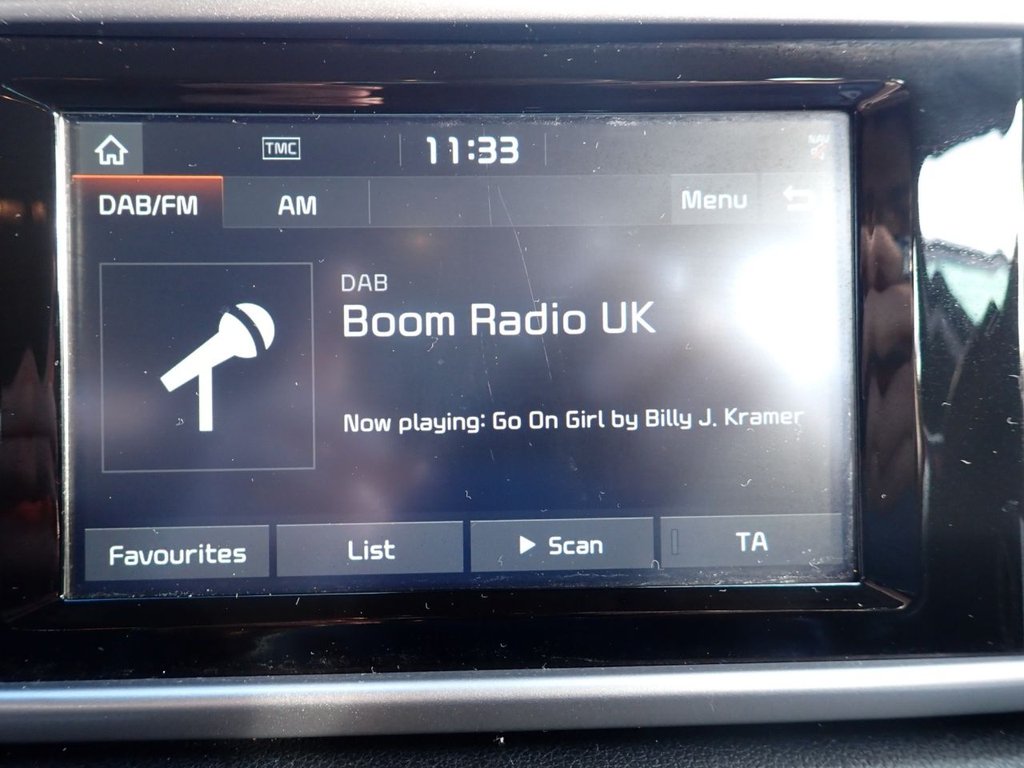 TMC 11:33 NAV
DAB/FM AM Menu
DAB
Boom Radio UK
Now playing: Go On Girl by Billy J. Kramer
Favourites List Scan TA